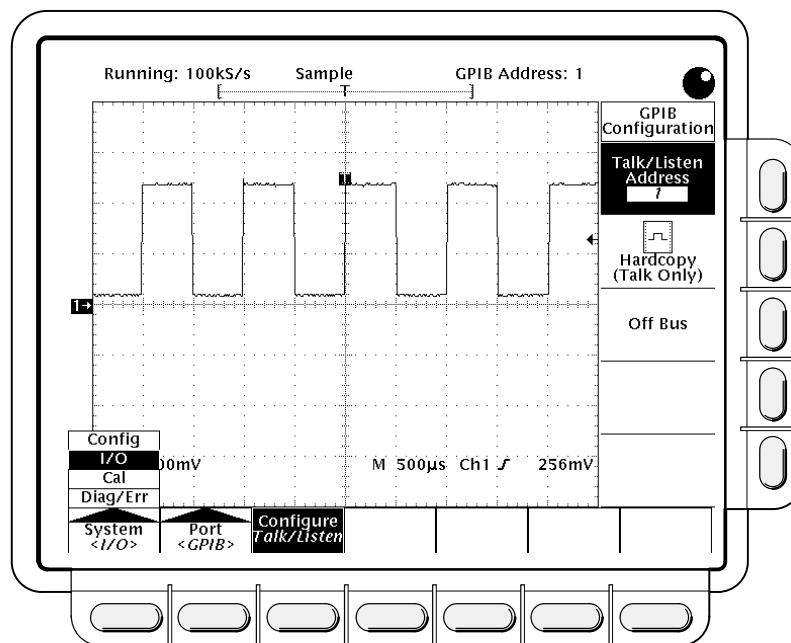 Running: 100kS/s Sample GPIB Address: 1
T
GPIB
Configuration
Talk/Listen
Address
1
T
Hardcopy
(Talk Only)
1
Off Bus
Config
I/O
Cal
Diag/Err
00mV M 500µs Ch1 256mV
System
<I/O>
Port
<GPIB>
Configure
Talk/Listen